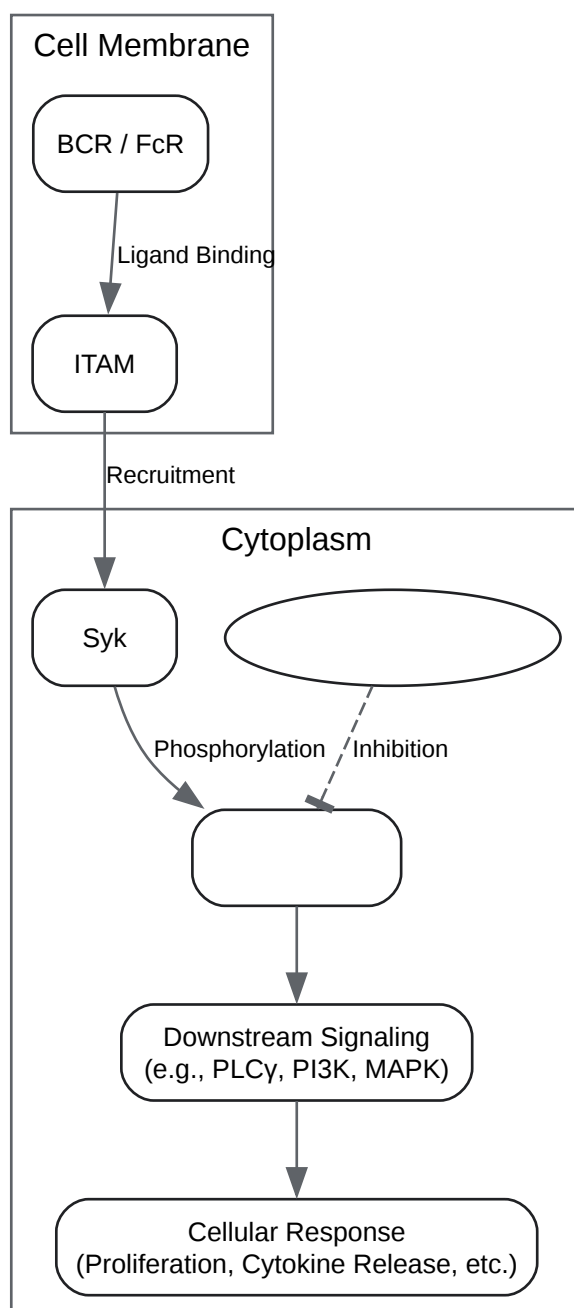 Cell Membrane
BCR / FcR
Ligand Binding
ITAM
Recruitment
Cytoplasm
Syk
Phosphorylation
Inhibition
Downstream Signaling
(e.g., PLCγ, PI3K, MAPK)
Cellular Response
(Proliferation, Cytokine Release, etc.)